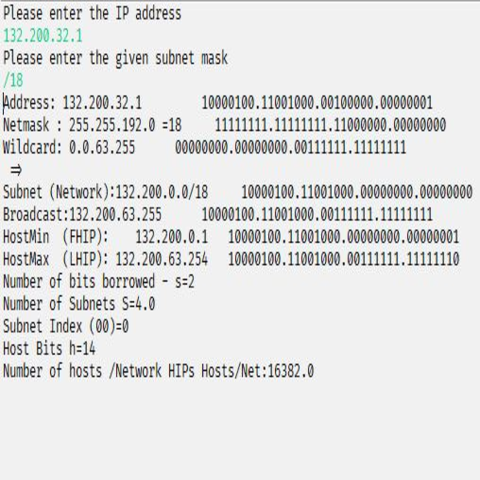 Please enter the IP address
132.200.32.1
Please enter the given subnet mask
/18
Address: 132.200.32.1 10000100.11001000.00100000.00000001
Netmask : 255.255.192.0 =18 11111111.11111111.11000000.00000000
Wildcard: 0.0.63.255 00000000.00000000.00111111.11111111
⇒
Subnet (Network):132.200.0.0/18 10000100.11001000.00000000.00000000
Broadcast:132.200.63.255 10000100.11001000.00111111.11111111
HostMin (FHIP): 132.200.0.1 10000100.11001000.00000000.00000001
HostMax (LHIP): 132.200.63.254 10000100.11001000.00111111.11111110
Number of bits borrowed - s=2
Number of Subnets S=4.0
Subnet Index (00)=0
Host Bits h=14
Number of hosts /Network HIPs Hosts/Net:16382.0